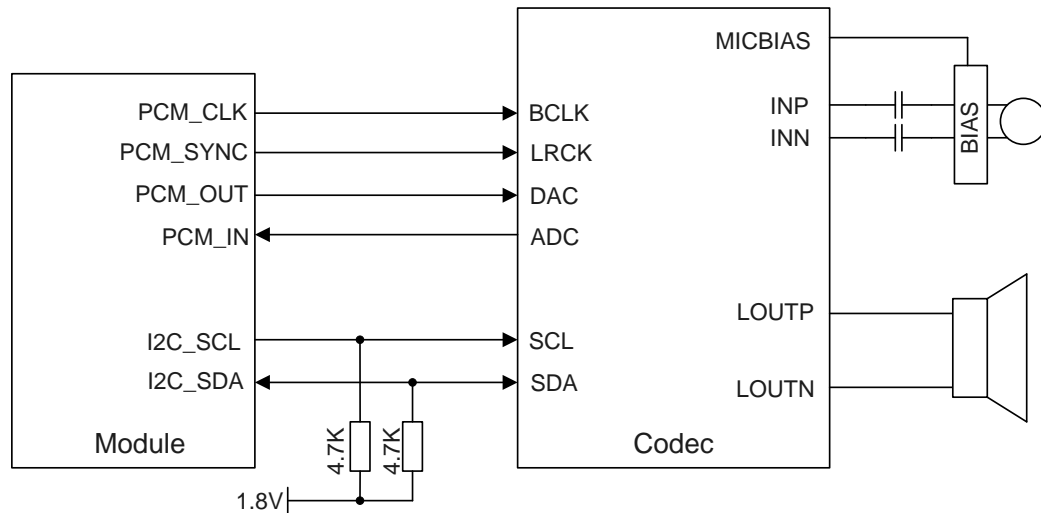 MICBIAS
PCM_CLK
BCLK
INP
PCM_SYNC
LRCK
INN
BIAS
PCM_OUT
DAC
PCM_IN
ADC
LOUTP
I2C_SCL
SCL
I2C_SDA
SDA
LOUTN
Module
4.7K
4.7K
Codec
1.8V